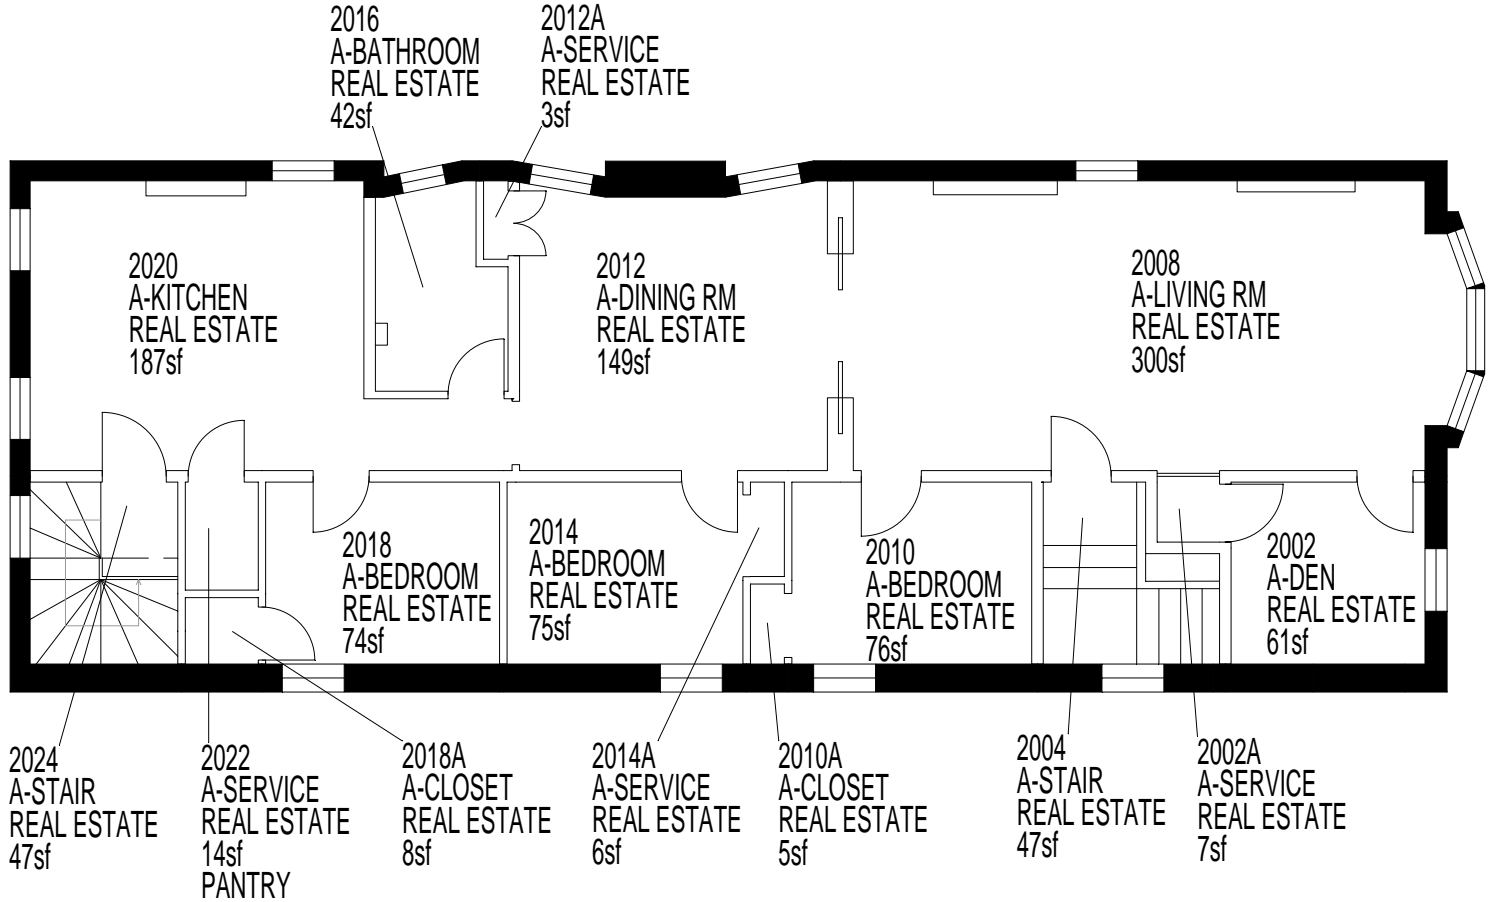 2016
A-BATHROOM
REAL ESTATE
42sf
2012A
A-SERVICE
REAL ESTATE
3sf
2020
A-KITCHEN
REAL ESTATE
187sf
2012
A-DINING RM
REAL ESTATE
149sf
2008
A-LIVING RM
REAL ESTATE
300sf
2018
A-BEDROOM
REAL ESTATE
74sf
2014
A-BEDROOM
REAL ESTATE
75sf
2010
A-BEDROOM
REAL ESTATE
76sf
2002
A-DEN
REAL ESTATE
61sf
2024
A-STAIR
REAL ESTATE
47sf
2022
A-SERVICE
REAL ESTATE
14sf
PANTRY
2018A
A-CLOSET
REAL ESTATE
8sf
2014A
A-SERVICE
REAL ESTATE
6sf
2010A
A-CLOSET
REAL ESTATE
5sf
2004
A-STAIR
REAL ESTATE
47sf
2002A
A-SERVICE
REAL ESTATE
7sf